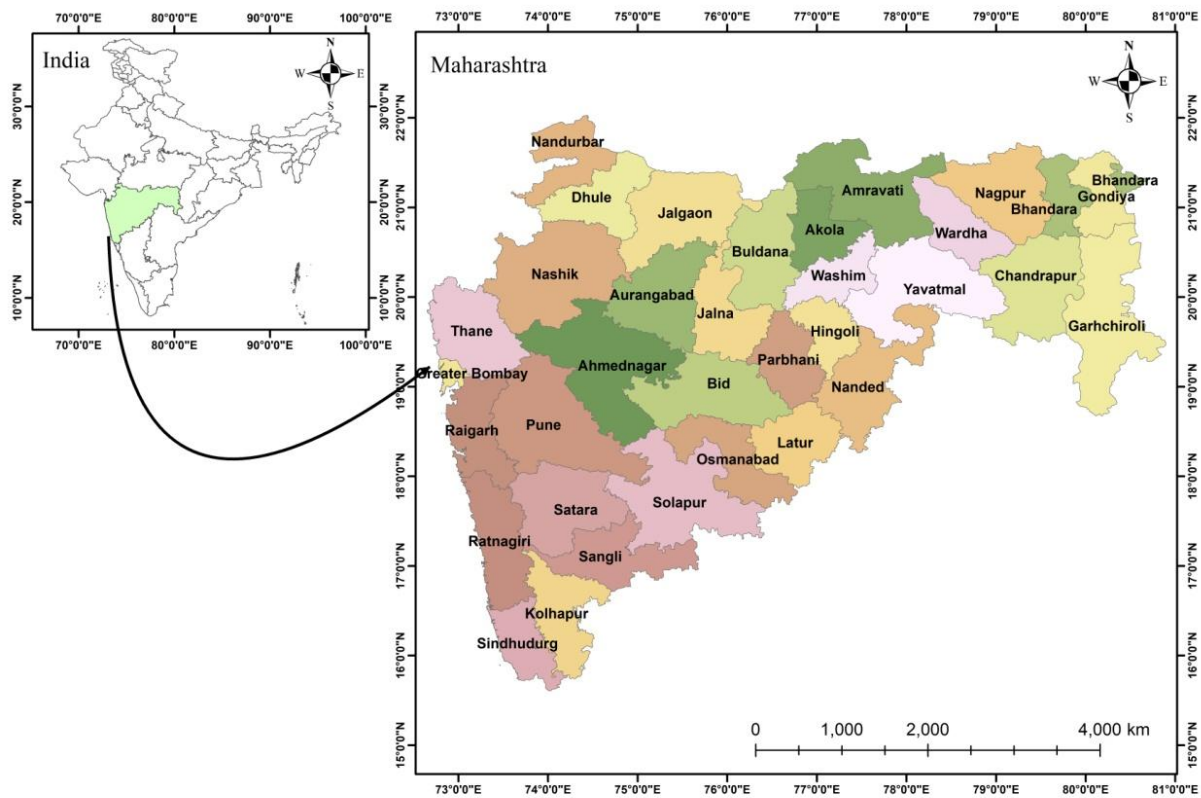 70°0'0"E 80°0'0"E 90°0'0"E 100°0'0"E
India
N
W E
S
30°0'0"N
20°0'0"N
10°0'0"N
30°0'0"N
20°0'0"N
10°0'0"N
70°0'0"E 80°0'0"E 90°0'0"E 100°0'0"E
73°0'0"E 74°0'0"E 75°0'0"E 76°0'0"E 77°0'0"E 78°0'0"E 79°0'0"E 80°0'0"E 81°0'0"E
Maharashtra
N
W E
S
22°0'0"N
21°0'0"N
20°0'0"N
19°0'0"N
18°0'0"N
17°0'0"N
16°0'0"N
15°0'0"N
Nandurbar
Dhule
Jalgaon
Buldana
Akola
Amravati
Nagpur
Wardha
Bhandara
Bhandara
Gondiya
Nashik
Aurangabad
Jalna
Washim
Yavatmal
Chandrapur
Garhchiroli
Thane
Greater Bombay
Ahmednagar
Bid
Parbhani
Hingoli
Nanded
Raigarh
Pune
Osmanabad
Latur
Satara
Solapur
Ratnagiri
Sangli
Kolhapur
Sindhudurg
22°0'0"N
21°0'0"N
20°0'0"N
19°0'0"N
18°0'0"N
17°0'0"N
16°0'0"N
15°0'0"N
0 1,000 2,000 4,000 km
73°0'0"E 74°0'0"E 75°0'0"E 76°0'0"E 77°0'0"E 78°0'0"E 79°0'0"E 80°0'0"E 81°0'0"E